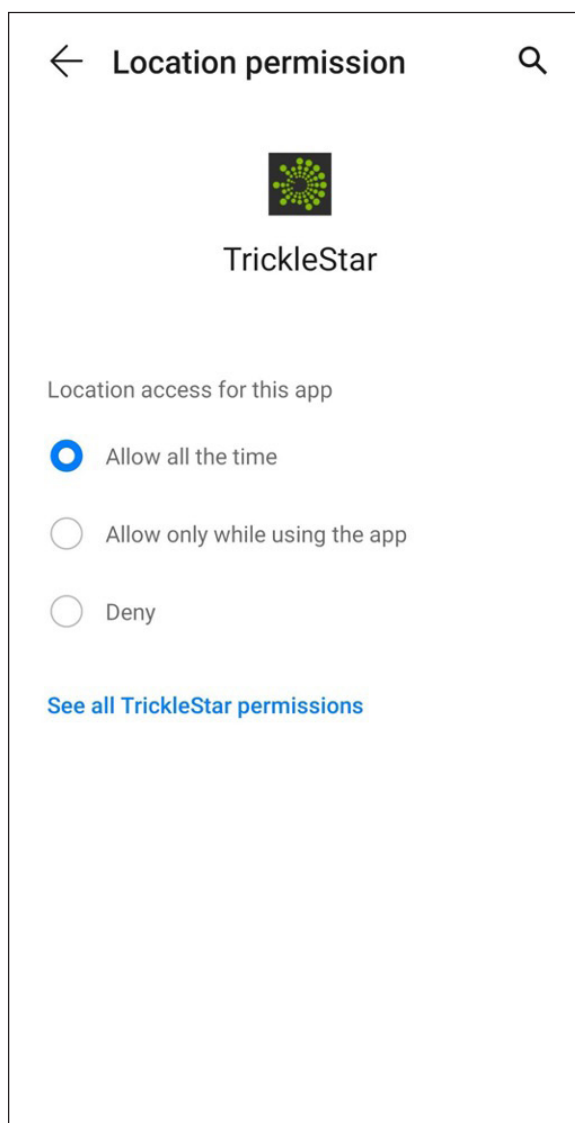 Location permission
TrickleStar
Location access for this app
Allow all the time
Allow only while using the app
Deny
See all TrickleStar permissions